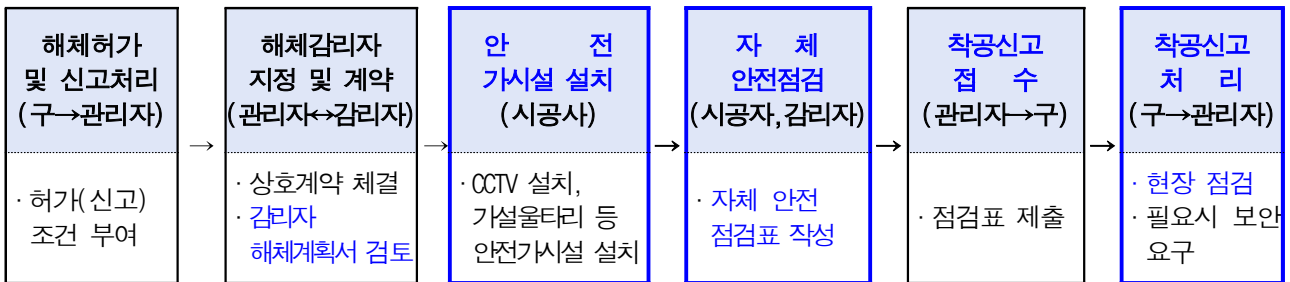 해체허가
및 신고처리
(구→관리자)
· 허가(신고)
조건 부여
→
해체감리자
지정 및 계약
(관리자↔감리자)
· 상호계약 체결
· 감리자
해체계획서 검토
→
안 전
가시설 설치
(시공사)
· CCTV 설치,
가설울타리 등
안전가시설 설치
→
자 체
안전점검
(시공자,감리자)
· 자체 안전
점검표 작성
→
착공신고
접 수
(관리자→구)
· 점검표 제출
→
착공신고
처 리
(구→관리자)
· 현장 점검
· 필요시 보안
요구